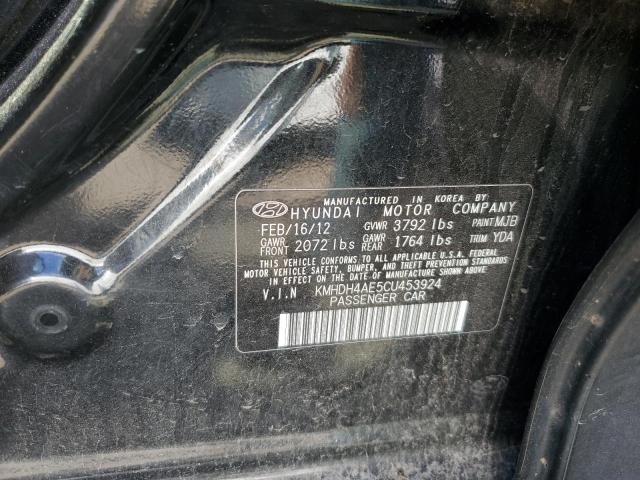 MANUFACTURED IN KOREA BY
HYUNDAI MOTOR COMPANY
FEB/16/12 GVWR 3792 lbs PAINT MJB
GAWR FRONT 2072 lbs GAWR REAR 1764 lbs TRIM YDA
THIS VEHICLE CONFORMS TO ALL APPLICABLE U.S.A. FEDERAL
MOTOR VEHICLE SAFETY, BUMPER, AND THEFT PREVENTION STANDARDS
IN EFFECT ON THE DATE OF MANUFACTURE SHOWN ABOVE.
V.I.N KMHDH4AE5CU453924
PASSENGER CAR